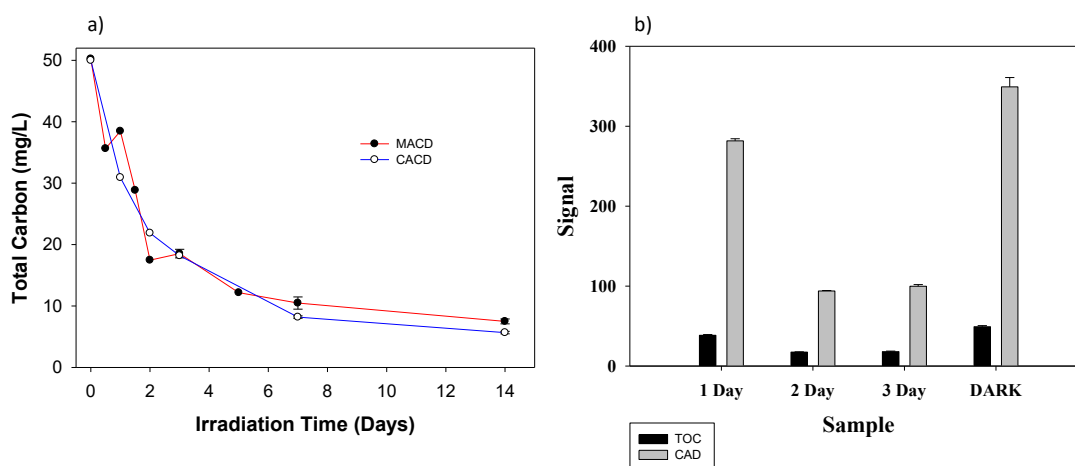 a)
Total Carbon (mg/L)
50
40
30
20
10
0
MACD
CACD
0 2 4 6 8 10 12 14
Irradiation Time (Days)
b)
Signal
400
300
200
100
0
1 Day 2 Day 3 Day DARK
Sample
TOC
CAD